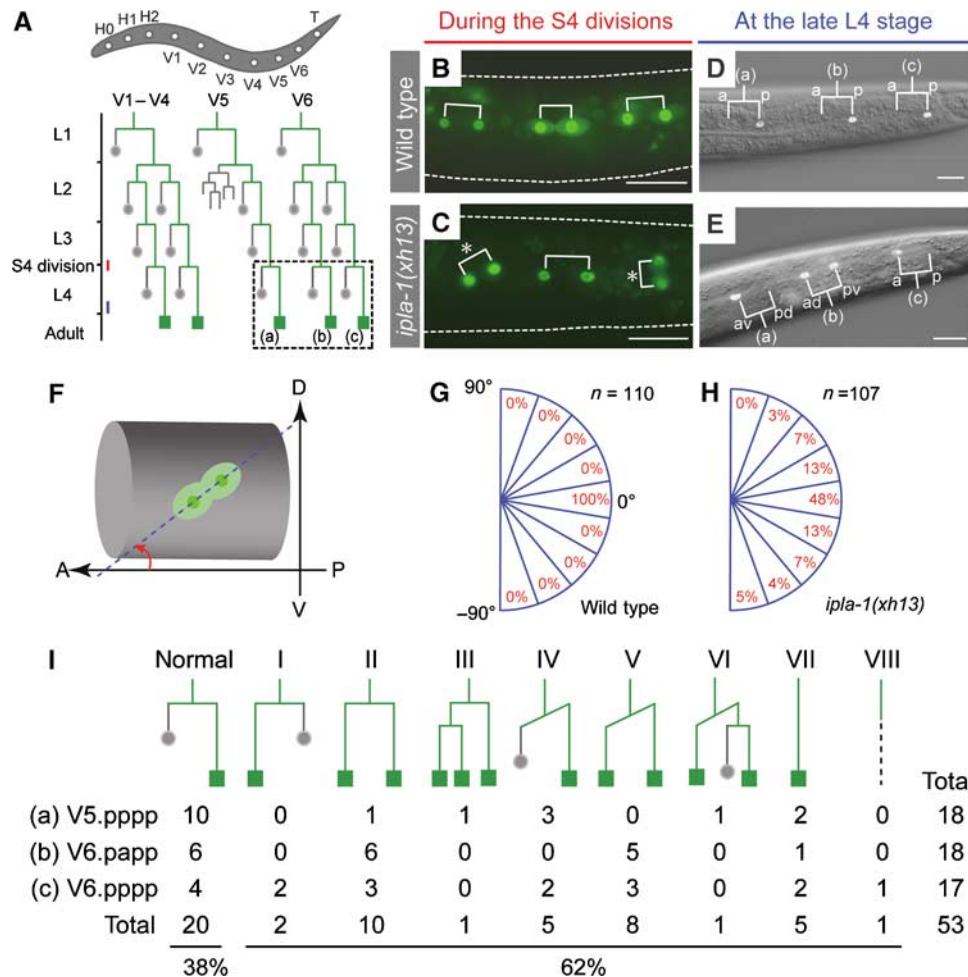 During the S4 divisions
At the late L4 stage
A
H0 H1 H2 V1 V2 V3 V4 V5 V6 T
V1–V4 V5 V6
L1
L2
L3
S4 division
L4
Adult
(a) (b) (c)
Wild type
B
D
(a) (b) (c)
a p a p a p
ipla-1(xh13)
C
* *
E
av pd ad pv a p
(a) (b) (c)
F
D
A P
V
G
n = 110
90°
0%
0%
0%
0%
100% 0°
0%
0%
0%
0%
–90°
Wild type
H
n =107
0%
3%
7%
13%
48%
13%
7%
4%
5%
ipla-1(xh13)
I
Normal I II III IV V VI VII VIII
Tota
(a) V5.pppp 10 0 1 1 3 0 1 2 0 18
(b) V6.papp 6 0 6 0 0 5 0 1 0 18
(c) V6.pppp 4 2 3 0 2 3 0 2 1 17
Total 20 2 10 1 5 8 1 5 1 53
38% 62%